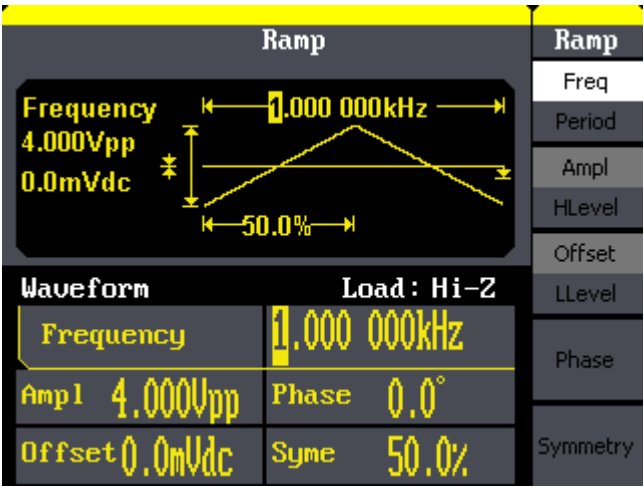 Ramp
Frequency 1.000 000kHz
4.000Vpp
0.0mVdc
50.0%
Waveform Load: Hi-Z
Frequency 1.000 000kHz
Ampl 4.000Vpp Phase 0.0°
Offset 0.0mVdc Syme 50.0%
Ramp
Freq
Period
Ampl
HLevel
Offset
LLevel
Phase
Symmetry